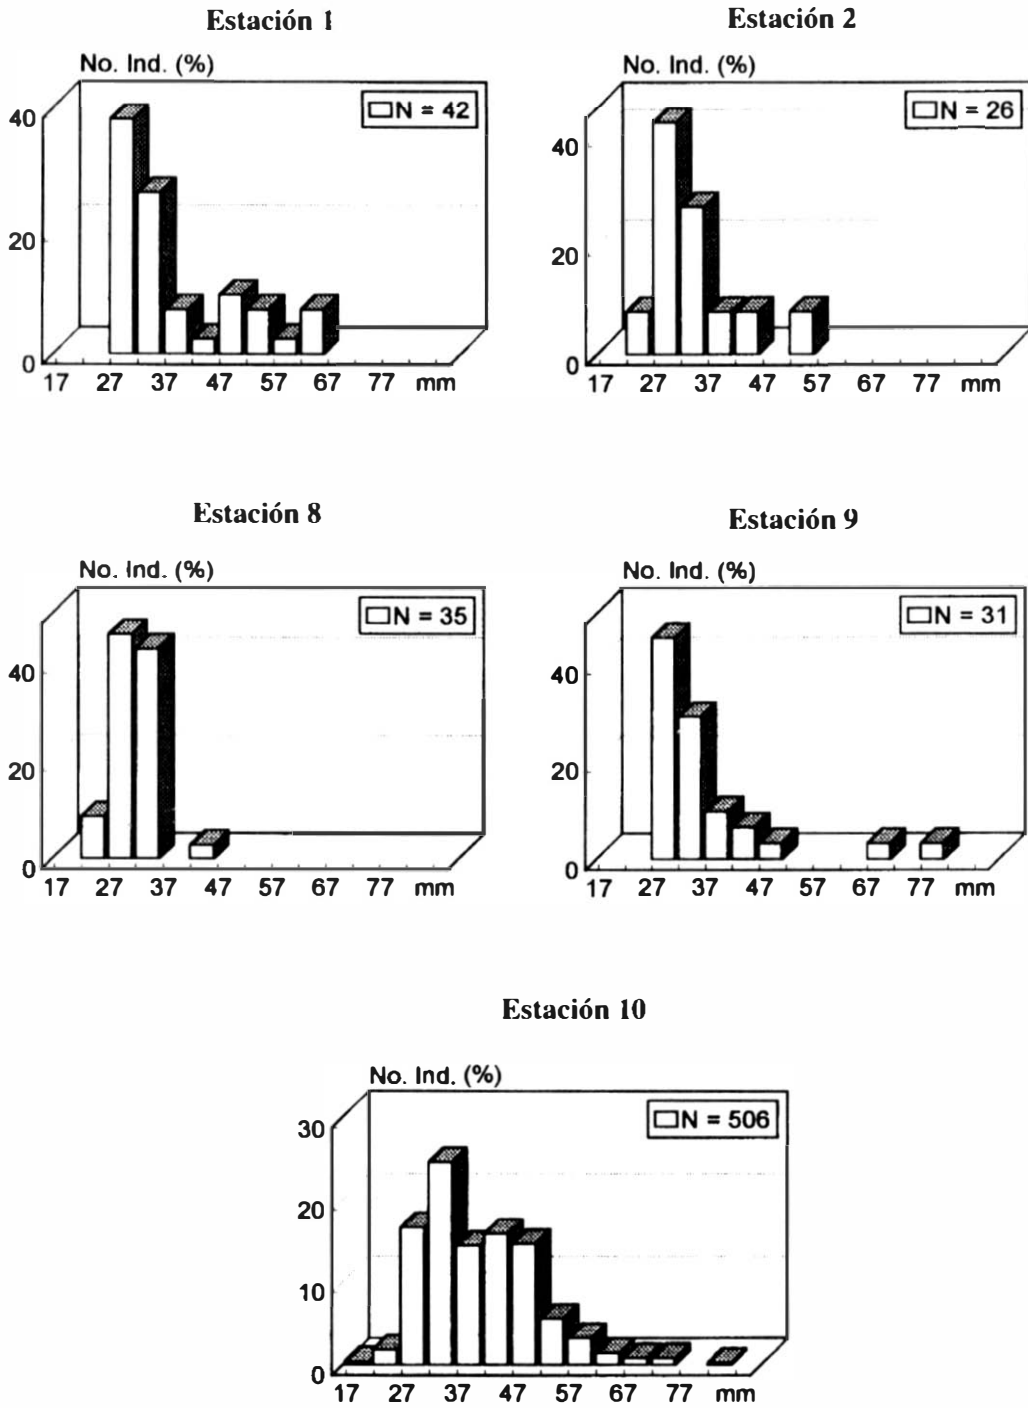 Estación 1
No. Ind. (%)
N = 42
40
20
0
17 27 37 47 57 67 77 mm
Estación 2
No. Ind. (%)
N = 26
40
20
0
17 27 37 47 57 67 77 mm
Estación 8
No. Ind. (%)
N = 35
40
20
0
17 27 37 47 57 67 77 mm
Estación 9
No. Ind. (%)
N = 31
40
20
0
17 27 37 47 57 67 77 mm
Estación 10
No. Ind. (%)
N = 506
30
20
10
0
17 27 37 47 57 67 77 mm